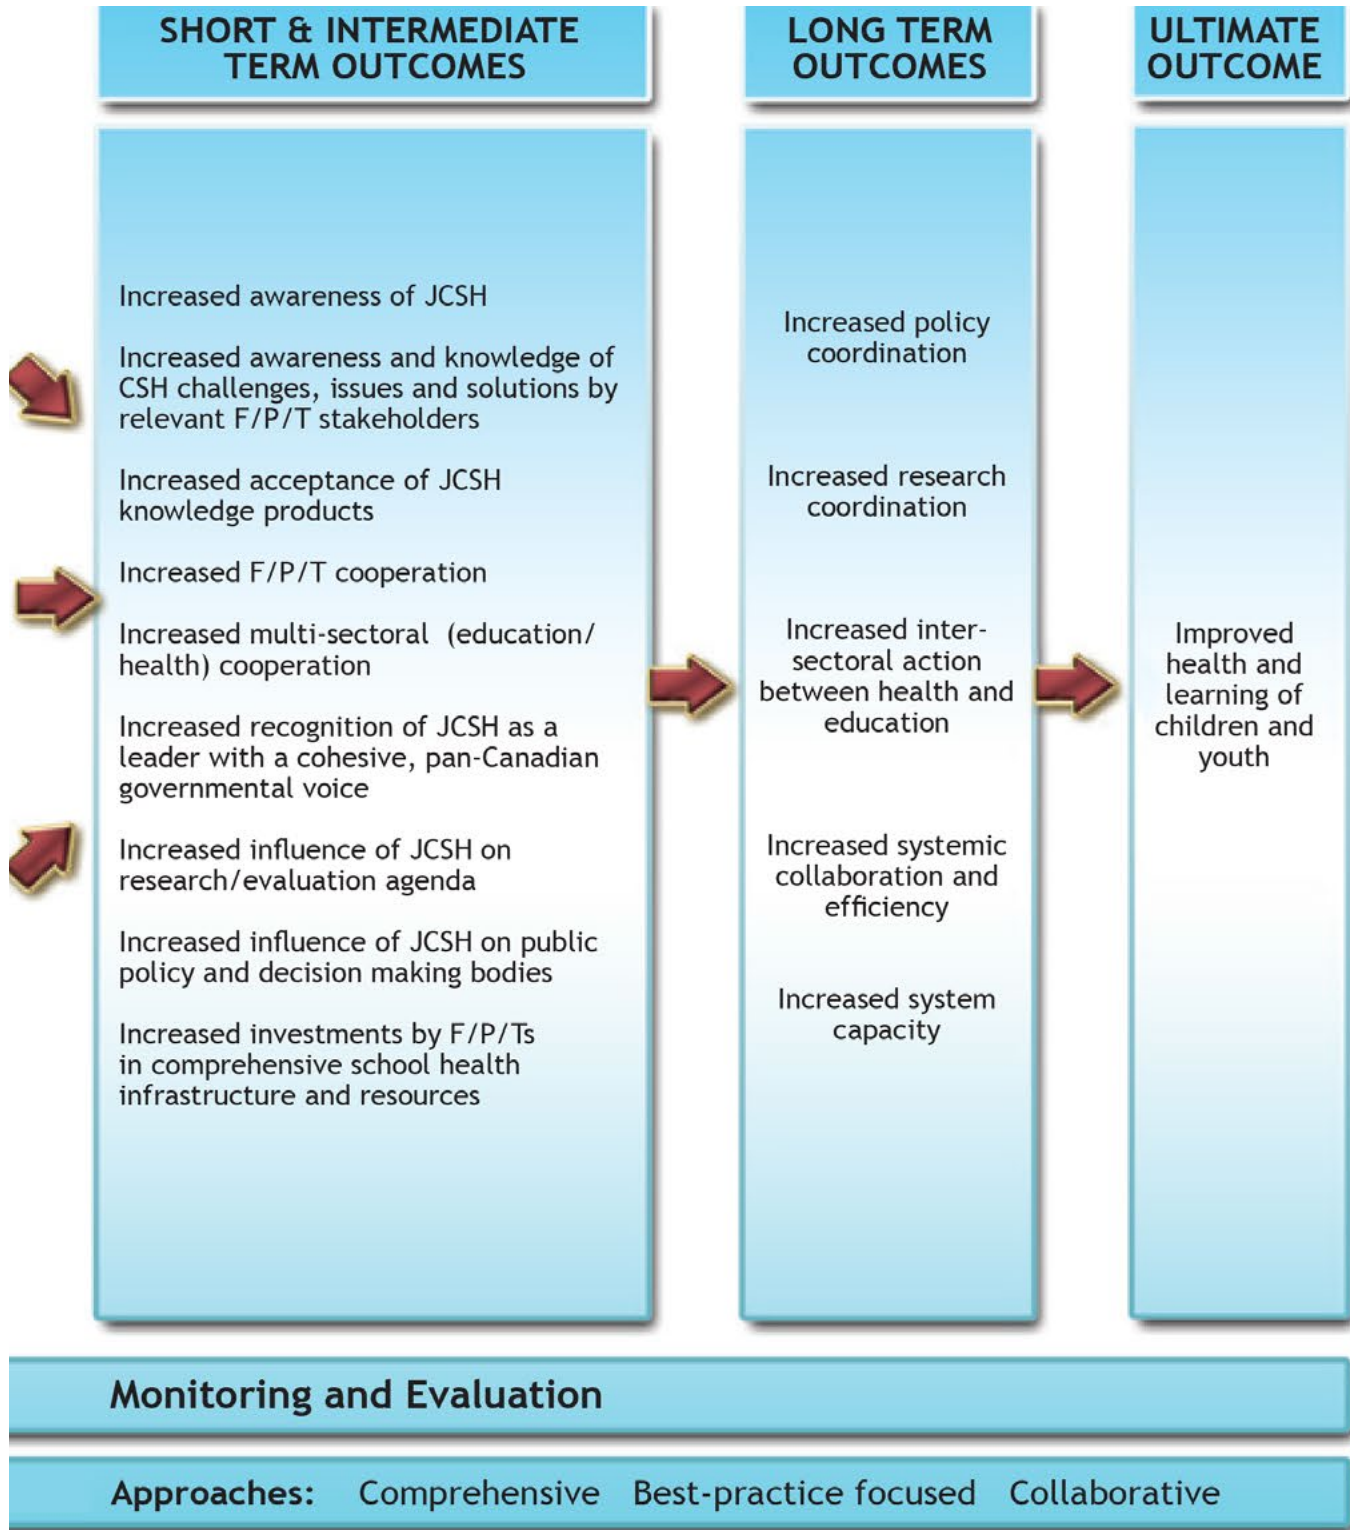 SHORT & INTERMEDIATE
TERM OUTCOMES
LONG TERM
OUTCOMES
ULTIMATE
OUTCOME
Increased awareness of JCSH
Increased awareness and knowledge of
CSH challenges, issues and solutions by
relevant F/P/T stakeholders
Increased acceptance of JCSH
knowledge products
Increased F/P/T cooperation
Increased multi-sectoral (education/
health) cooperation
Increased recognition of JCSH as a
leader with a cohesive, pan-Canadian
governmental voice
Increased influence of JCSH on
research/evaluation agenda
Increased influence of JCSH on public
policy and decision making bodies
Increased investments by F/P/Ts
in comprehensive school health
infrastructure and resources
Increased policy
coordination
Increased research
coordination
Increased inter-
sectoral action
between health and
education
Increased systemic
collaboration and
efficiency
Increased system
capacity
Improved
health and
learning of
children and
youth
Monitoring and Evaluation
Approaches: Comprehensive Best-practice focused Collaborative